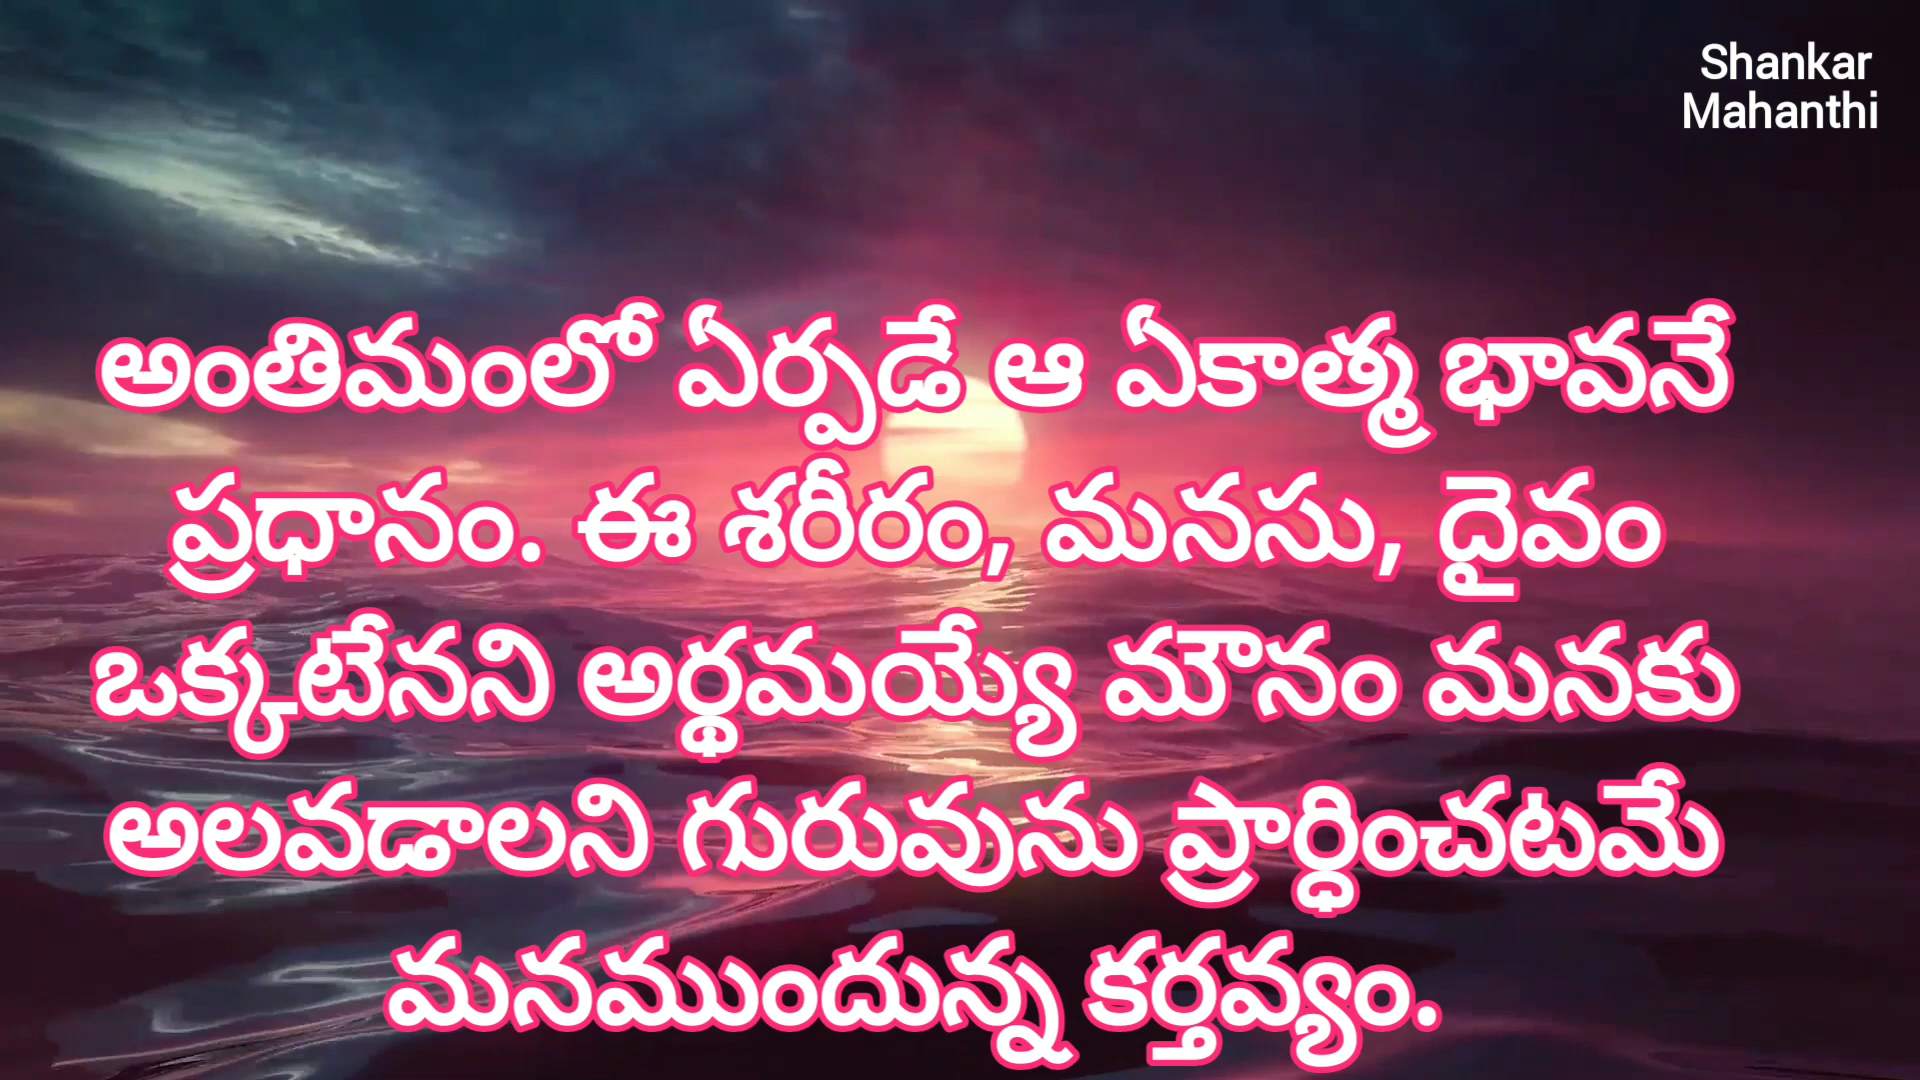 Shankar
Mahanthi
అంతిమంలో ఏర్పడే ఆ ఏకాత్మ భావనే
ప్రధానం. ఈ శరీరం, మనసు, దైవం
ఒక్కటేనని అర్థమయ్యే మౌనం మనకు
అలవడాలని గురువును ప్రార్ధించటమే
మనముందున్న కర్తవ్యం.